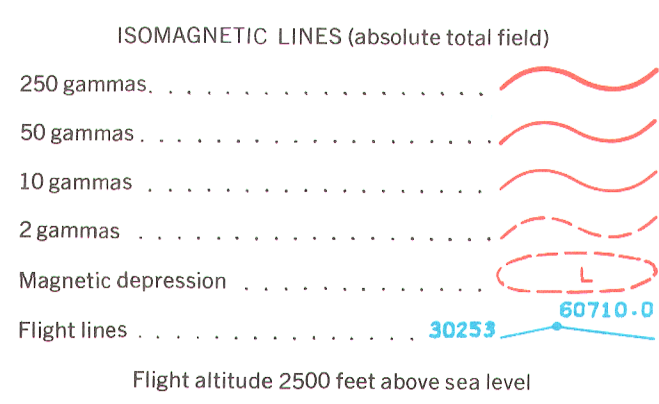 ISOMAGNETIC LINES (absolute total field)
250 gammas. . . . . . . . . . . . . . . . . . .
50 gammas . . . . . . . . . . . . . . . . . . .
10 gammas . . . . . . . . . . . . . . . . . .
2 gammas . . . . . . . . . . . . . . . . . . .
Magnetic depression . . . . . . . . . . . . . L
60710.0
Flight lines . . . . . . . . . . . . . . . 30253
Flight altitude 2500 feet above sea level